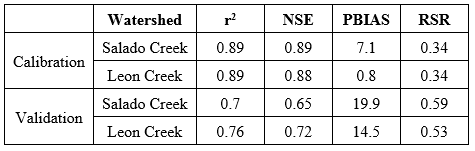 Watershed r² NSE PBIAS RSR
Calibration Salado Creek 0.89 0.89 7.1 0.34
Leon Creek 0.89 0.88 0.8 0.34
Validation Salado Creek 0.7 0.65 19.9 0.59
Leon Creek 0.76 0.72 14.5 0.53